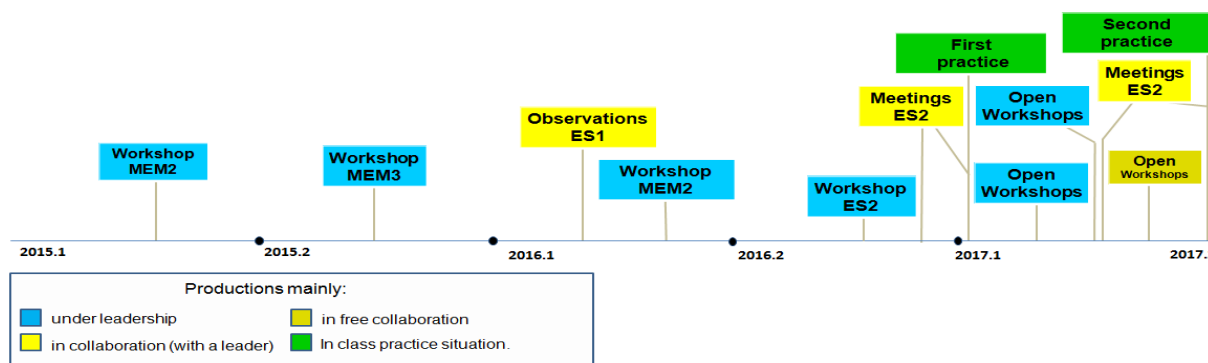 Second
practice
First
practice
Meetings
ES2
Meetings
ES2
Open
Workshops
Observations
ES1
Workshop
MEM2
Workshop
MEM3
Workshop
MEM2
Workshop
ES2
Open
Workshops
Open
Workshops
2015.1
2015.2
2016.1
2016.2
2017.1
2017.
Productions mainly:
under leadership
in free collaboration
in collaboration (with a leader)
In class practice situation.